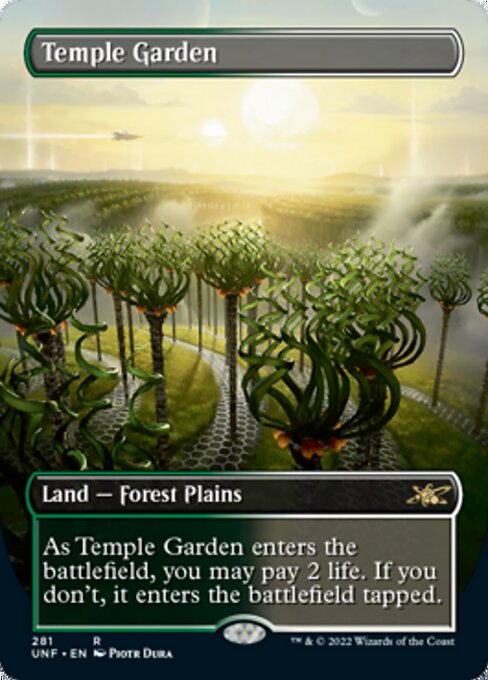 Temple Garden
Land — Forest Plains
As Temple Garden enters the
battlefield, you may pay 2 life. If you
don't, it enters the battlefield tapped.
281 R
UNF • EN Piotr Dura
™ & © 2022 Wizards of the Coast